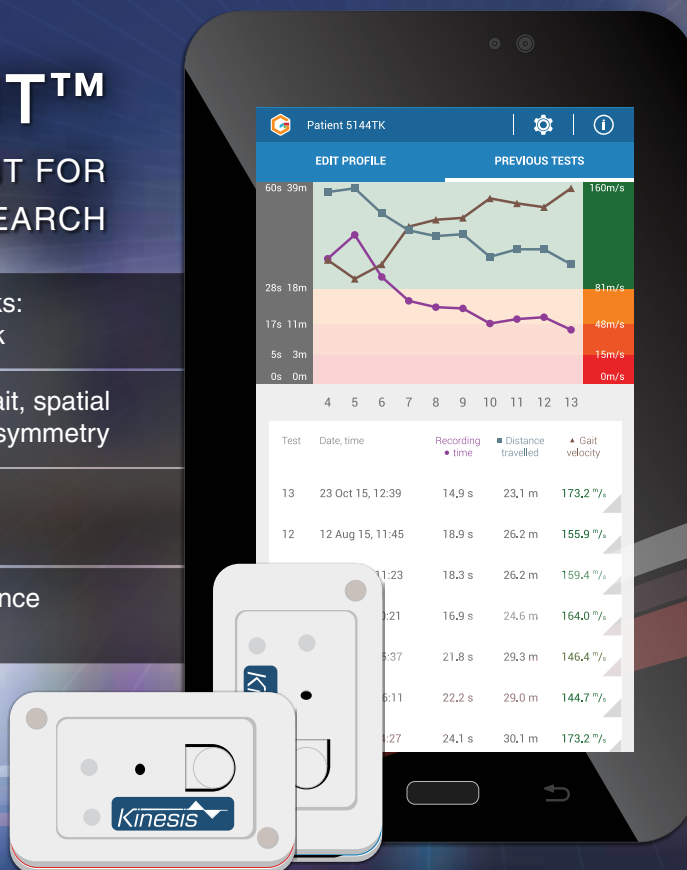 T™
T FOR
EARCH
ks:
k
ait, spatial
symmetry
nce
Patient 5144TK
EDIT PROFILE PREVIOUS TESTS
60s 39m 160m/s
28s 18m 81m/s
17s 11m 48m/s
5s 3m 15m/s
0s 0m 0m/s
4 5 6 7 8 9 10 11 12 13
Test Date, time Recording time Distance travelled Gait velocity
13 23 Oct 15, 12:39 14.9 s 23.1 m 173.2 m/s
12 12 Aug 15, 11:45 18.9 s 26.2 m 155.9 m/s
11:23 18.3 s 26.2 m 159.4 m/s
:21 16.9 s 24.6 m 164.0 m/s
:37 21.8 s 29.3 m 146.4 m/s
6:11 22.2 s 29.0 m 144.7 m/s
:27 24.1 s 30.1 m 173.2 m/s
Kinesis